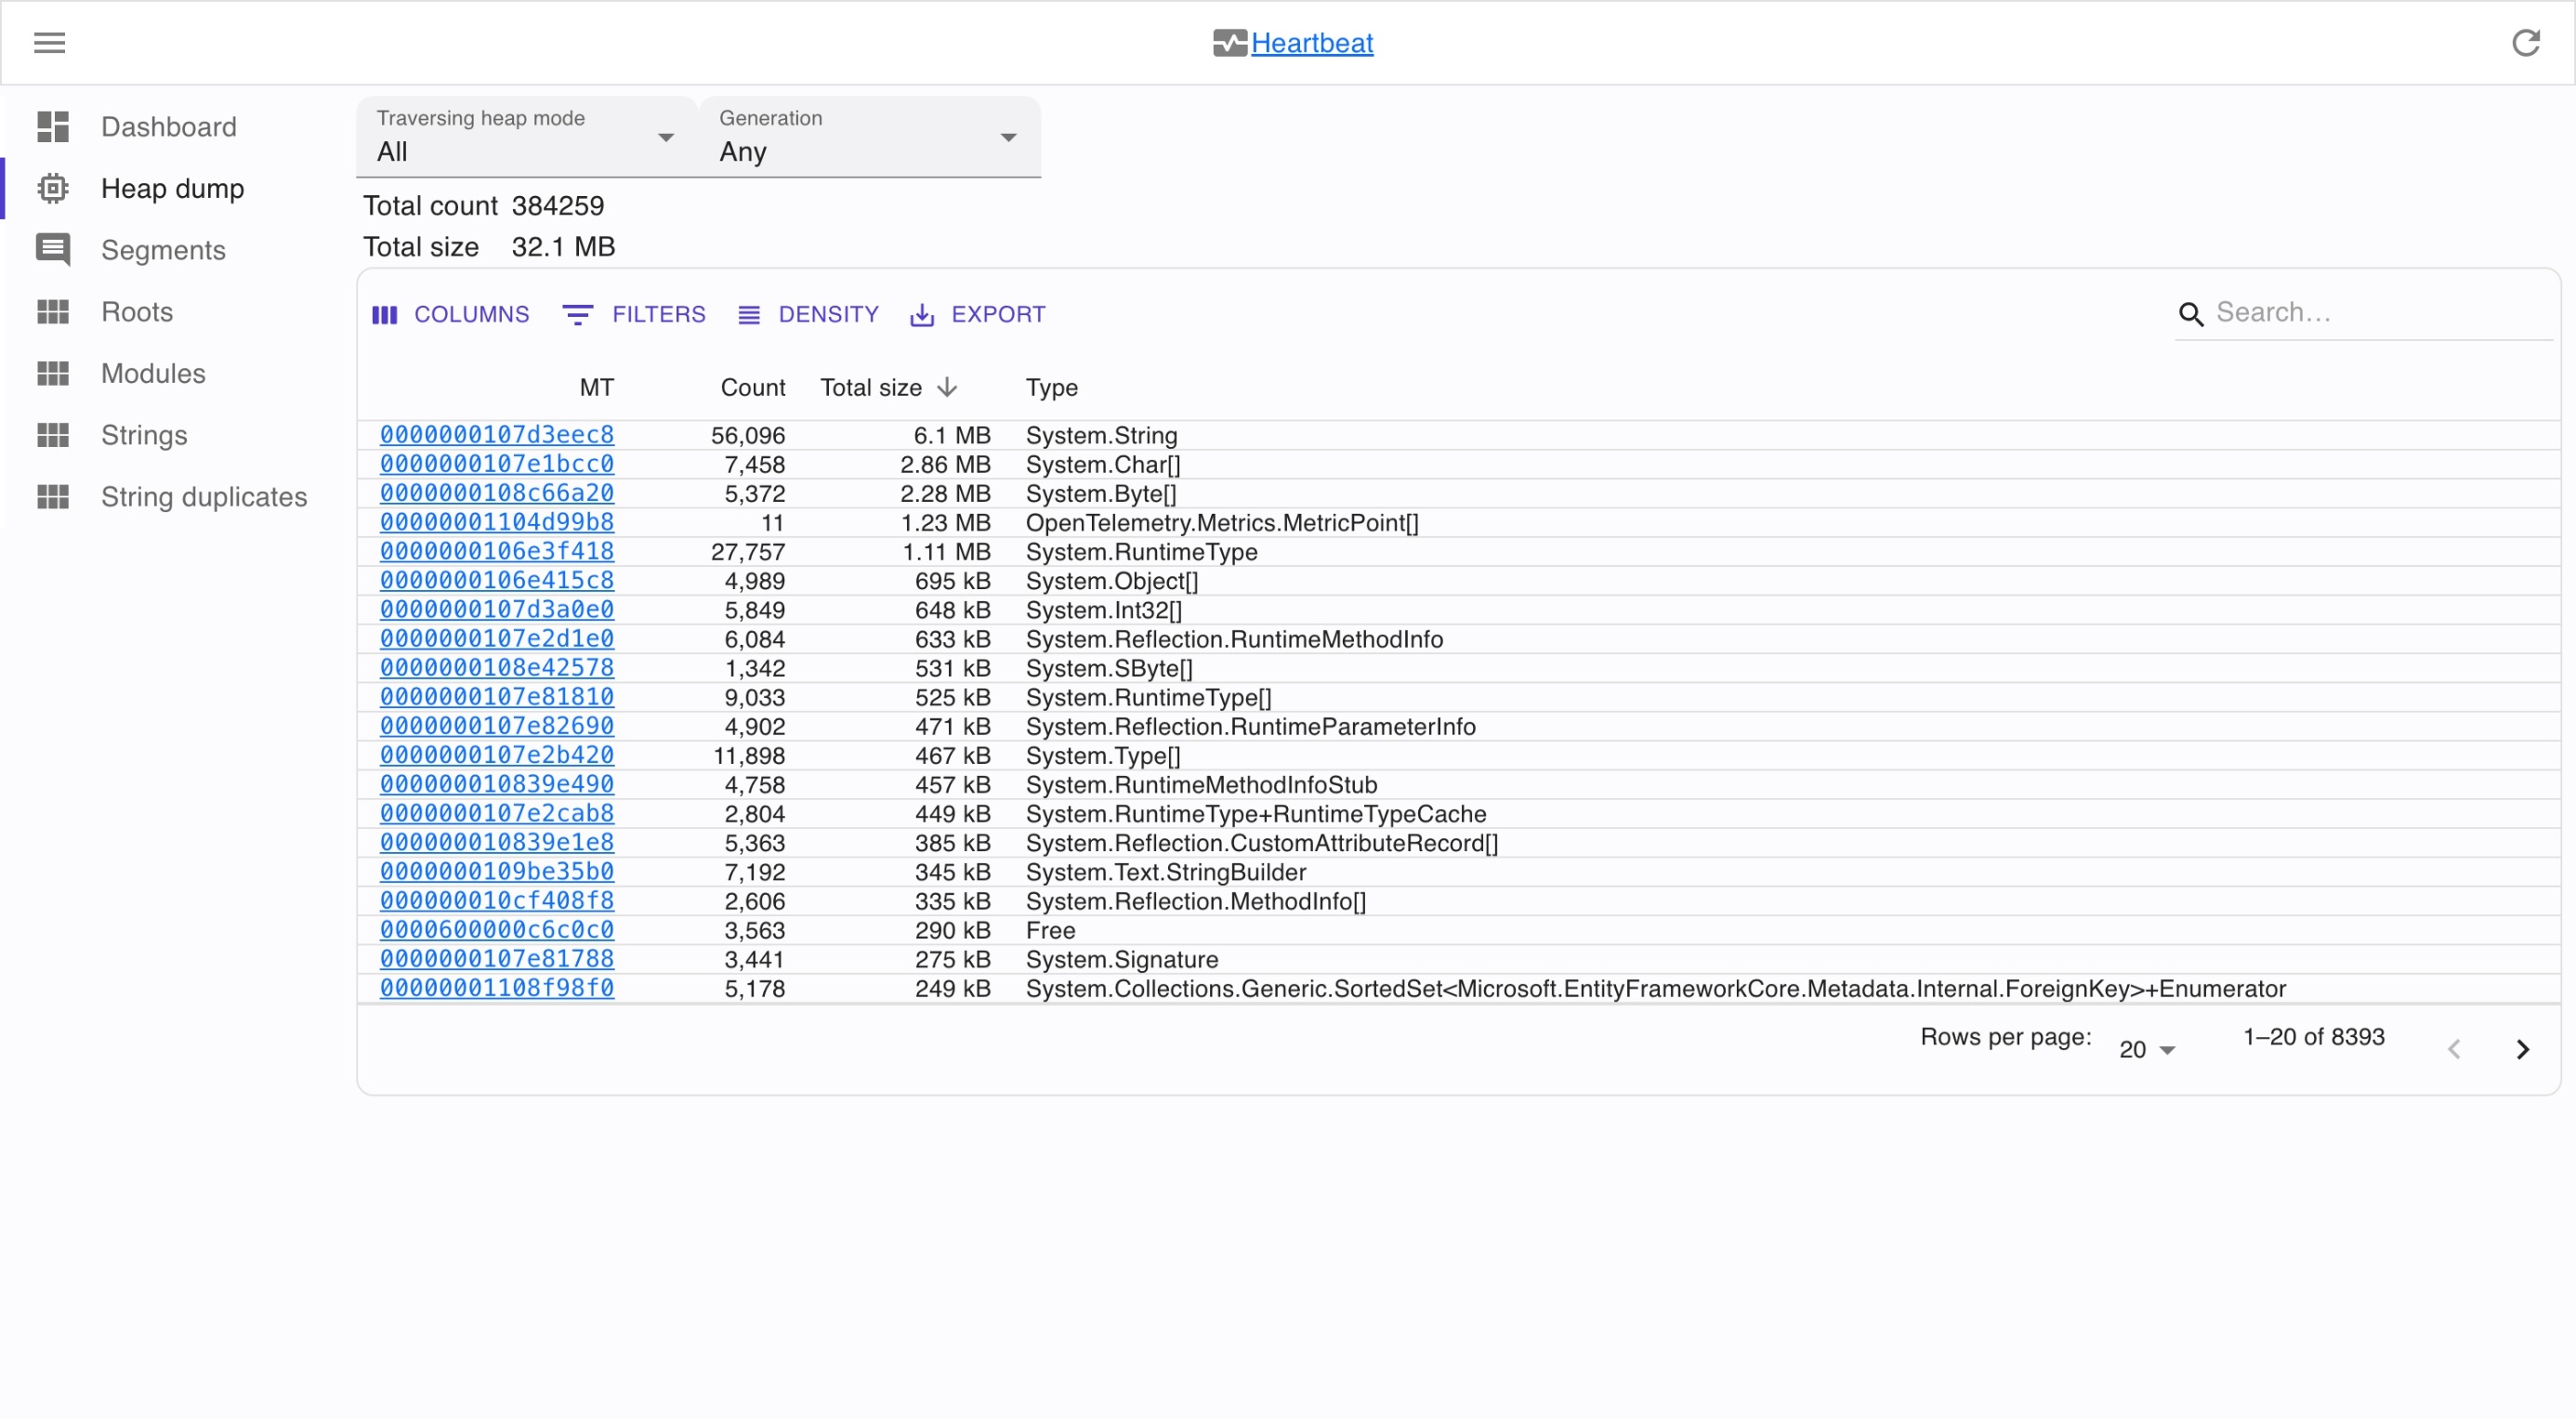 Heartbeat
Dashboard
Heap dump
Segments
Roots
Modules
Strings
String duplicates
Traversing heap mode
All
Generation
Any
Total count 384259
Total size 32.1 MB
COLUMNS FILTERS DENSITY EXPORT
Search…
MT Count Total size Type
0000000107d3eec8 56,096 6.1 MB System.String
0000000107e1bcc0 7,458 2.86 MB System.Char[]
0000000108c66a20 5,372 2.28 MB System.Byte[]
00000001104d99b8 11 1.23 MB OpenTelemetry.Metrics.MetricPoint[]
0000000106e3f418 27,757 1.11 MB System.RuntimeType
0000000106e415c8 4,989 695 kB System.Object[]
0000000107d3a0e0 5,849 648 kB System.Int32[]
0000000107e2d1e0 6,084 633 kB System.Reflection.RuntimeMethodInfo
0000000108e42578 1,342 531 kB System.SByte[]
0000000107e81810 9,033 525 kB System.RuntimeType[]
0000000107e82690 4,902 471 kB System.Reflection.RuntimeParameterInfo
0000000107e2b420 11,898 467 kB System.Type[]
000000010839e490 4,758 457 kB System.RuntimeMethodInfoStub
0000000107e2cab8 2,804 449 kB System.RuntimeType+RuntimeTypeCache
000000010839e1e8 5,363 385 kB System.Reflection.CustomAttributeRecord[]
0000000109be35b0 7,192 345 kB System.Text.StringBuilder
000000010cf408f8 2,606 335 kB System.Reflection.MethodInfo[]
0000600000c6c0c0 3,563 290 kB Free
0000000107e81788 3,441 275 kB System.Signature
00000001108f98f0 5,178 249 kB System.Collections.Generic.SortedSet<Microsoft.EntityFrameworkCore.Metadata.Internal.ForeignKey>+Enumerator
Rows per page: 20 1–20 of 8393